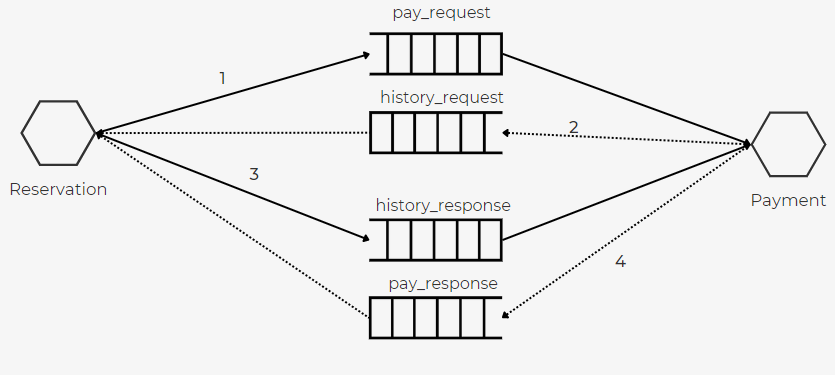 pay_request
1
history_request
2
Reservation
3
Payment
history_response
4
pay_response